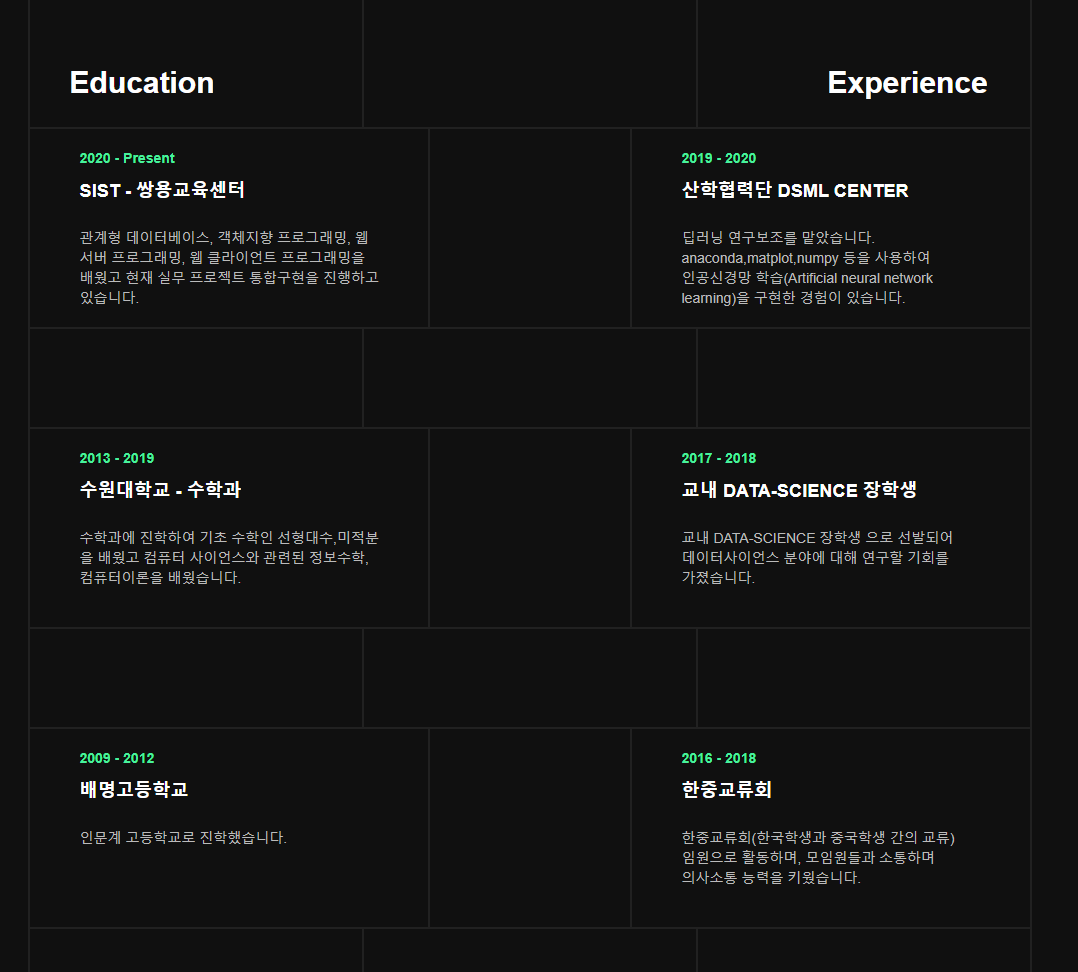 Education
Experience
2020 - Present
SIST - 쌍용교육센터
관계형 데이터베이스, 객체지향 프로그래밍, 웹
서버 프로그래밍, 웹 클라이언트 프로그래밍을
배웠고 현재 실무 프로젝트 통합구현을 진행하고
있습니다.
2019 - 2020
산학협력단 DSML CENTER
딥러닝 연구보조를 맡았습니다.
anaconda,matplot,numpy 등을 사용하여
인공신경망 학습(Artificial neural network
learning)을 구현한 경험이 있습니다.
2013 - 2019
수원대학교 - 수학과
수학과에 진학하여 기초 수학인 선형대수,미적분
을 배웠고 컴퓨터 사이언스와 관련된 정보수학,
컴퓨터이론을 배웠습니다.
2017 - 2018
교내 DATA-SCIENCE 장학생
교내 DATA-SCIENCE 장학생 으로 선발되어
데이터사이언스 분야에 대해 연구할 기회를
가졌습니다.
2009 - 2012
배명고등학교
인문계 고등학교로 진학했습니다.
2016 - 2018
한중교류회
한중교류회(한국학생과 중국학생 간의 교류)
임원으로 활동하며, 모임원들과 소통하며
의사소통 능력을 키웠습니다.